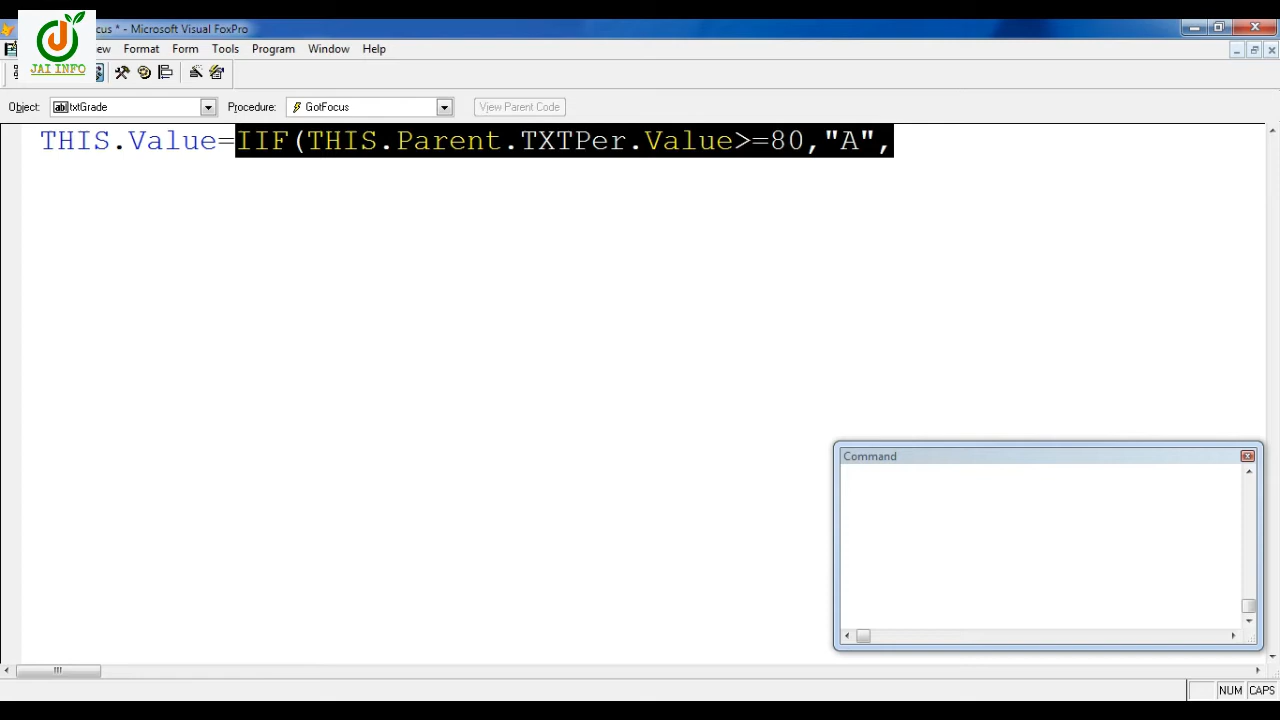 ocus * - Microsoft Visual FoxPro
JAI INFO
ew Format Form Tools Program Window Help
Object: txtGrade Procedure: GotFocus View Parent Code
THIS.Value=IIF(THIS.Parent.TXTPer.Value>=80,"A",
Command
NUM CAPS